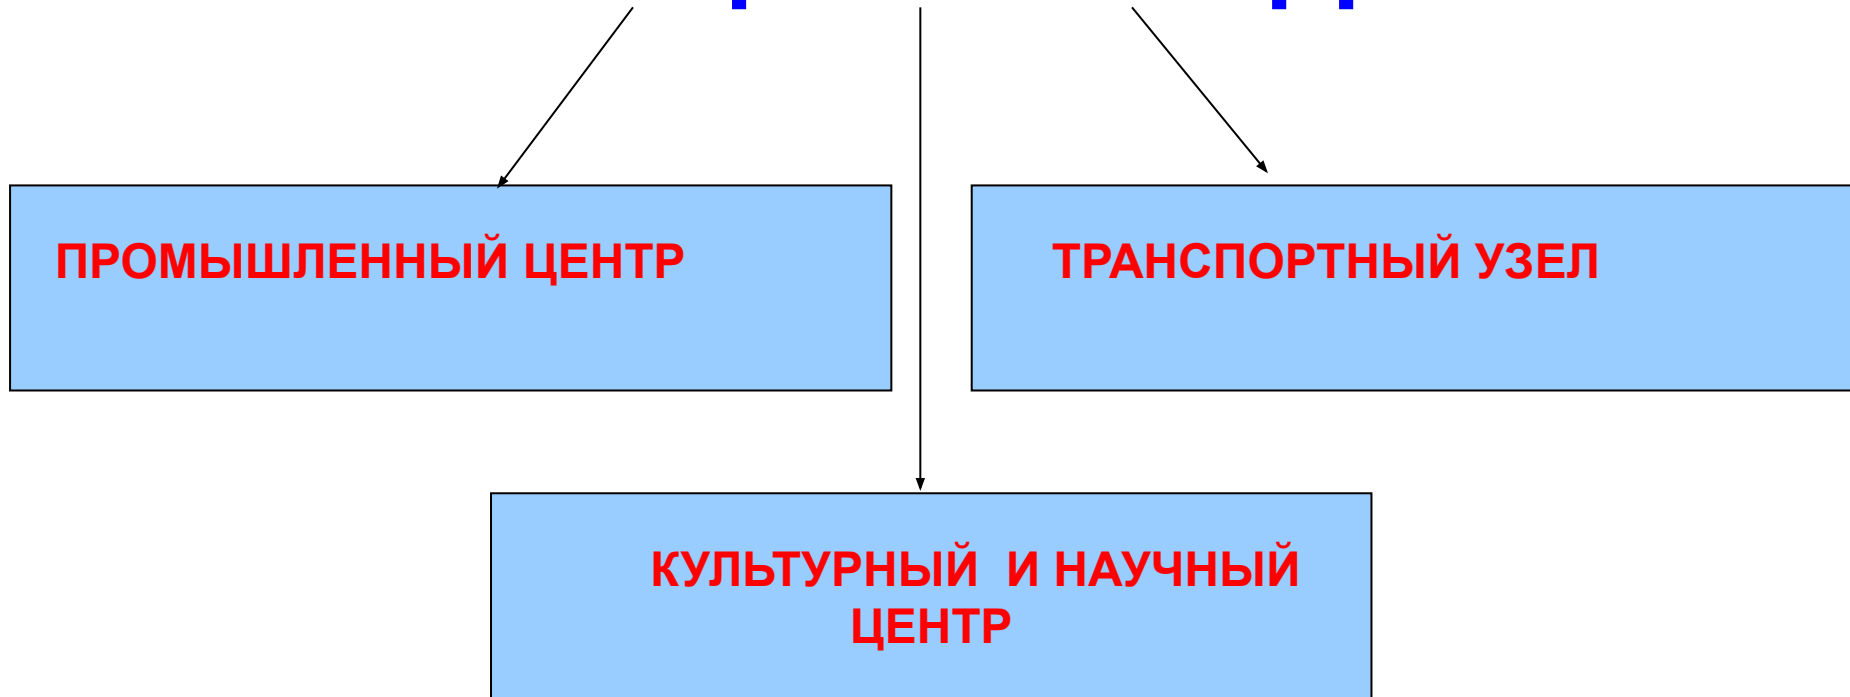 ПРОМЫШЛЕННЫЙ ЦЕНТР
ТРАНСПОРТНЫЙ УЗЕЛ
КУЛЬТУРНЫЙ И НАУЧНЫЙ
ЦЕНТР